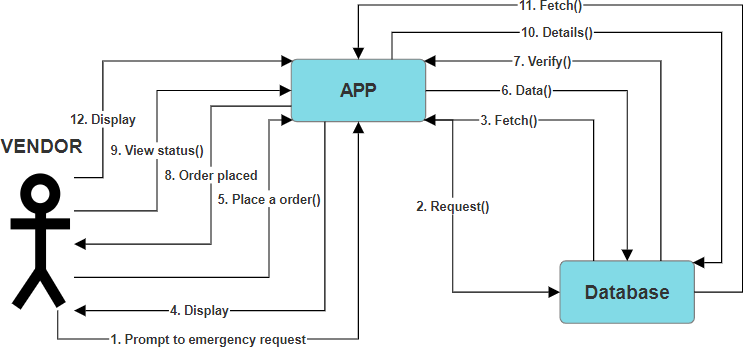 11. Fetch()
10. Details()
7. Verify()
APP
6. Data()
12. Display
3. Fetch()
VENDOR
9. View status()
8. Order placed
5. Place a order()
2. Request()
Database
4. Display
1. Prompt to emergency request